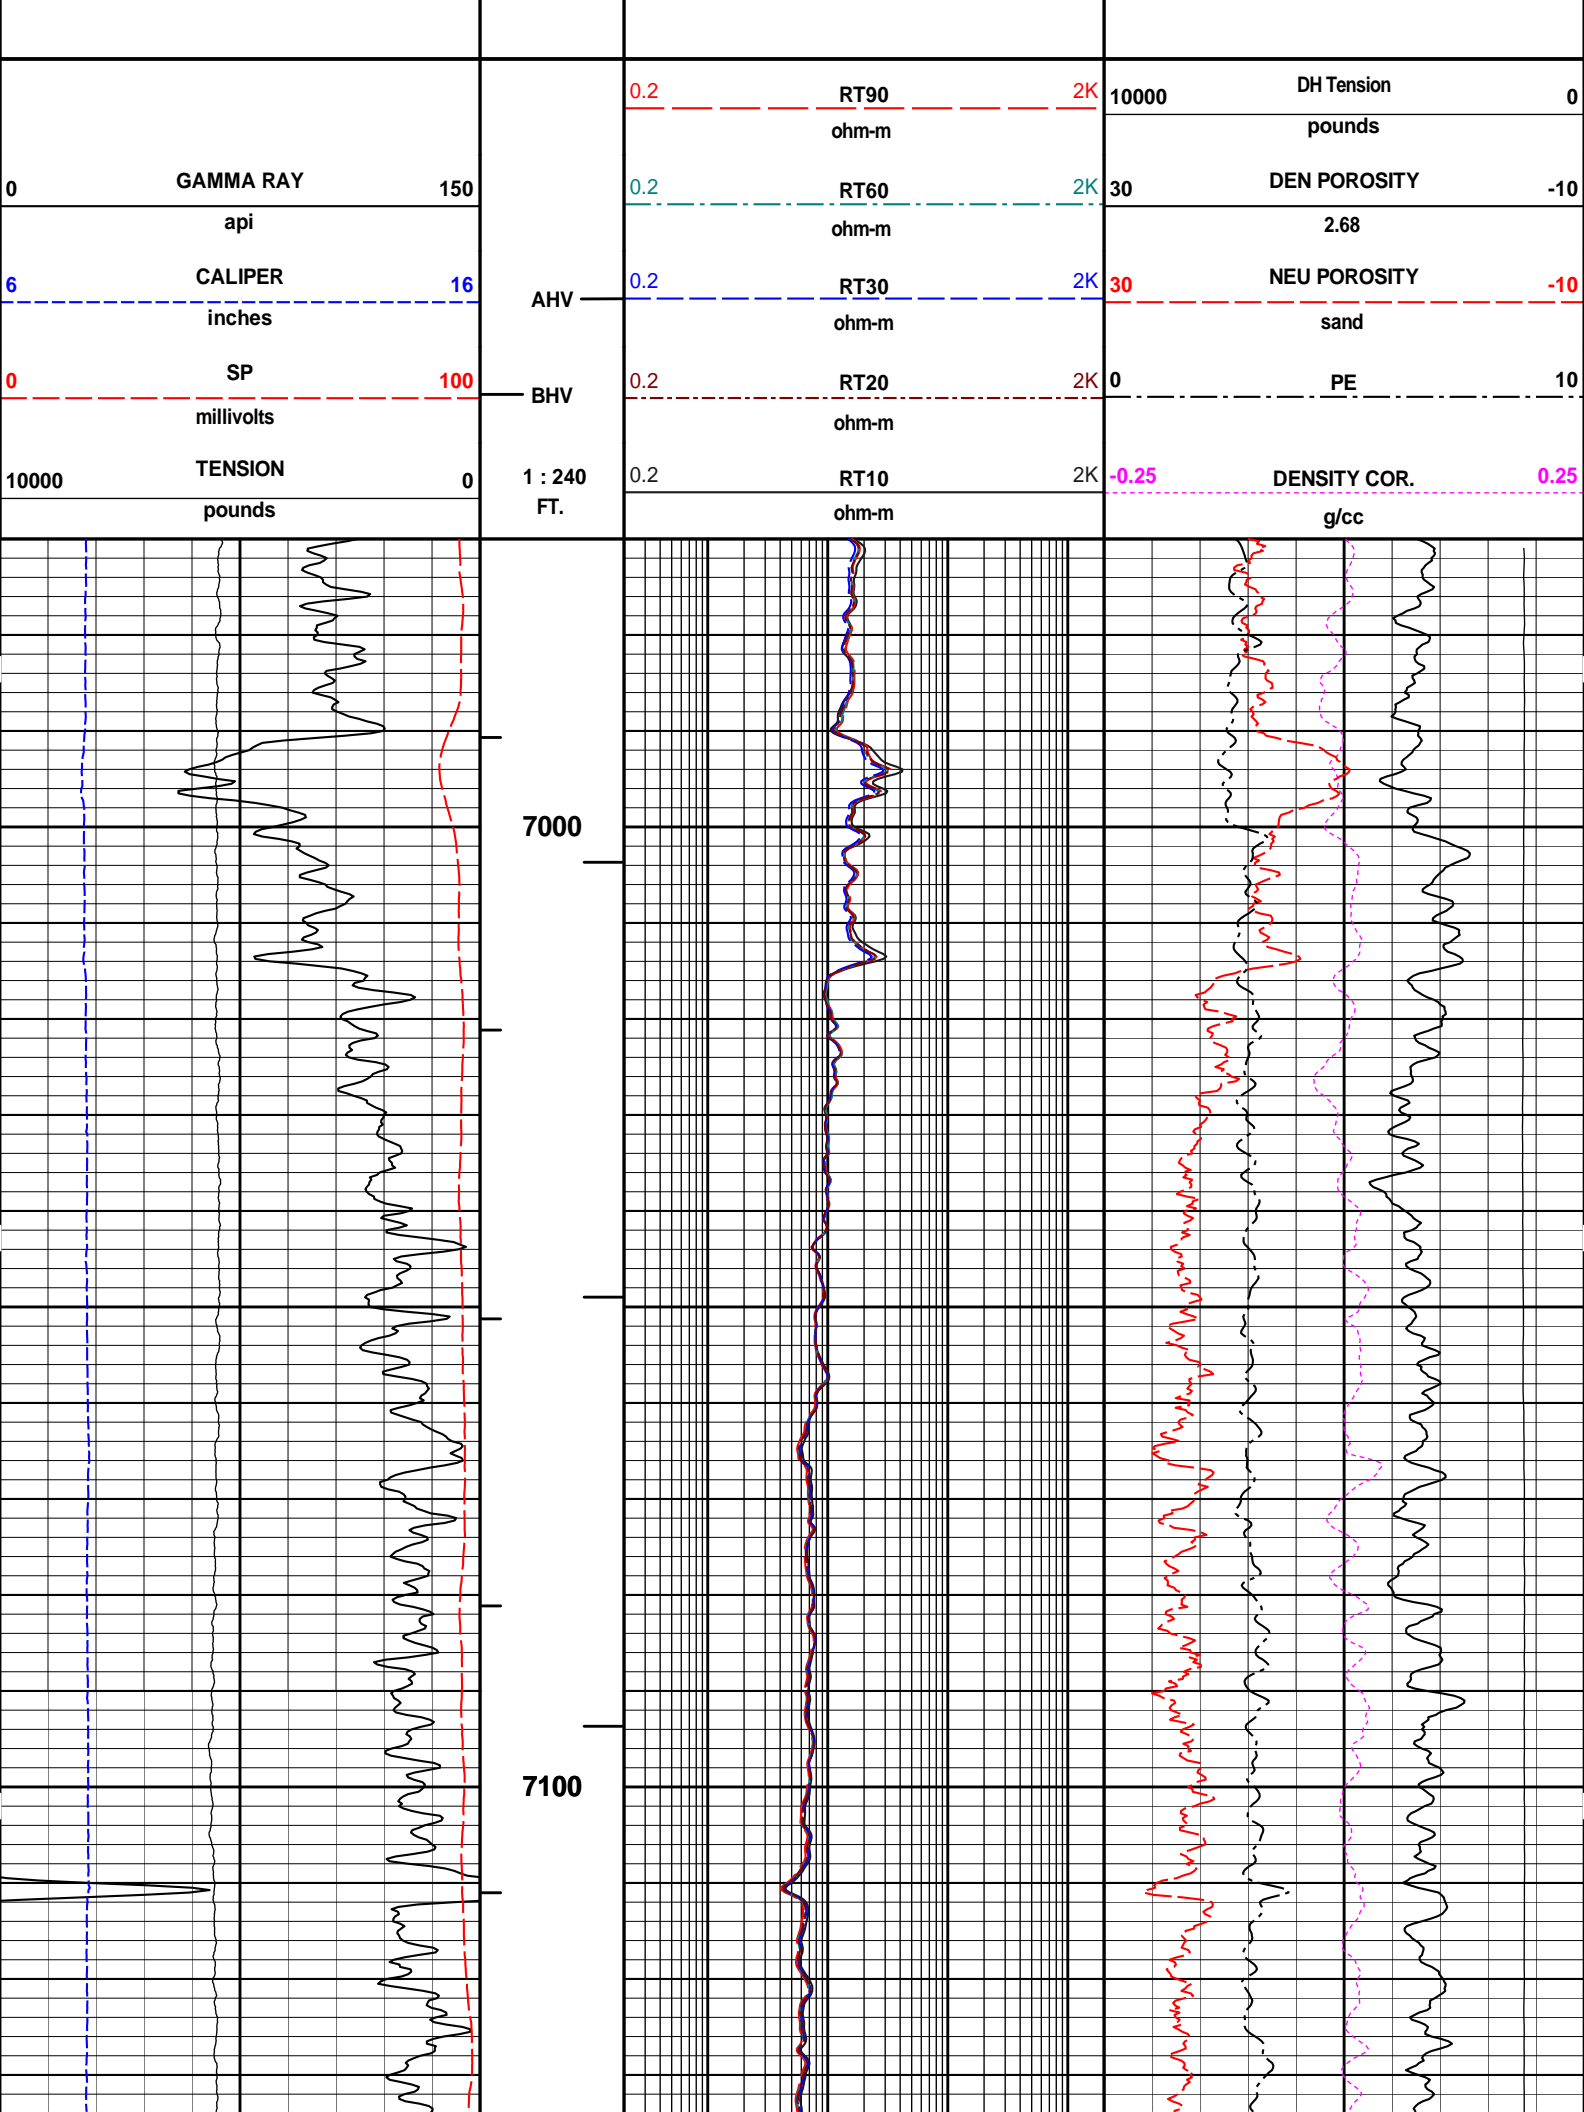 GAMMA RAY
0 150
api
CALIPER
6 16
inches
SP
0 100
millivolts
TENSION
10000 0
pounds
AHV
BHV
1 : 240
FT.
0.2 RT90 2K
ohm-m
0.2 RT60 2K
ohm-m
0.2 RT30 2K
ohm-m
0.2 RT20 2K
ohm-m
0.2 RT10 2K
ohm-m
DH Tension
10000 0
pounds
DEN POROSITY
30 -10
2.68
NEU POROSITY
30 -10
sand
0 PE 10
-0.25 DENSITY COR. 0.25
g/cc
7000
7100